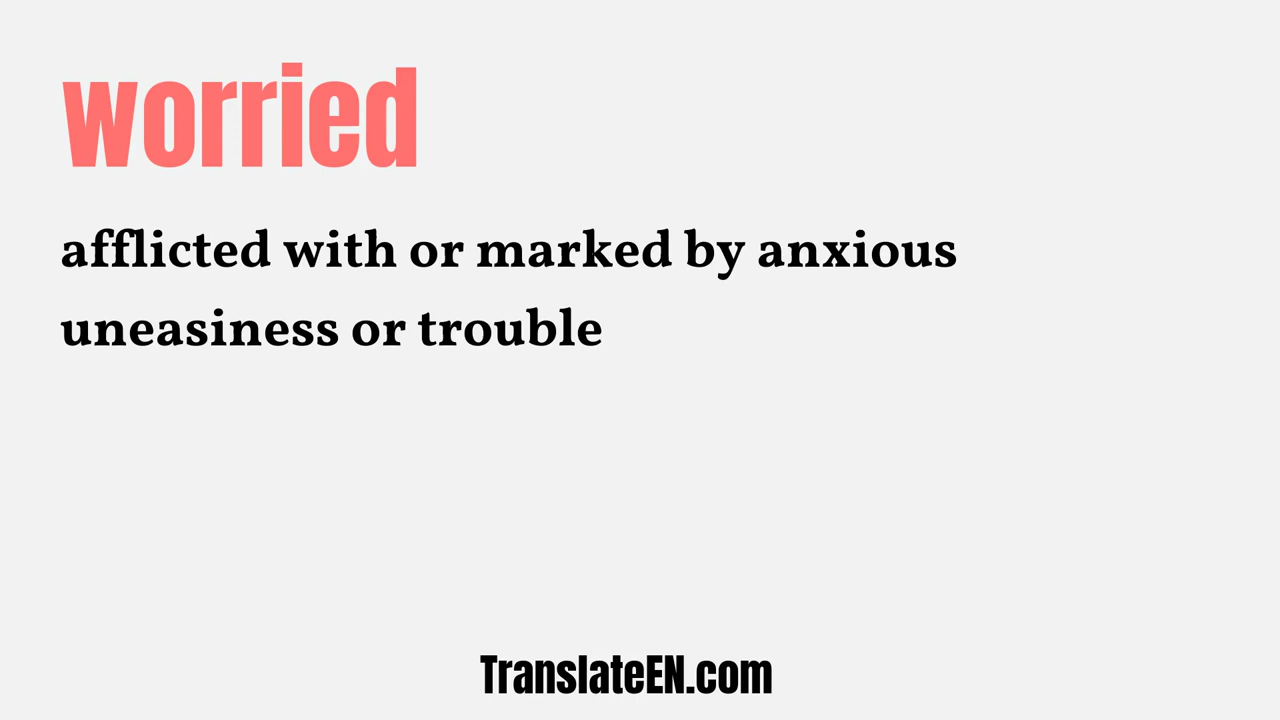 worried
afflicted with or marked by anxious
uneasiness or trouble
TranslateEN.com